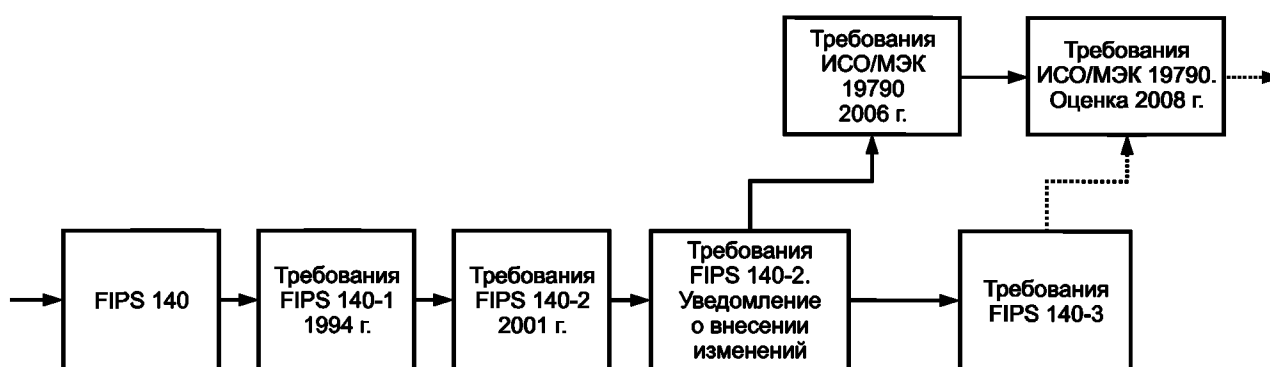 Требования
ИСО/МЭК
19790
2006 г.
Требования
ИСО/МЭК 19790.
Оценка 2008 г.
FIPS 140
Требования
FIPS 140-1
1994 г.
Требования
FIPS 140-2
2001 г.
Требования
FIPS 140-2.
Уведомление
о внесении
изменений
Требования
FIPS 140-3